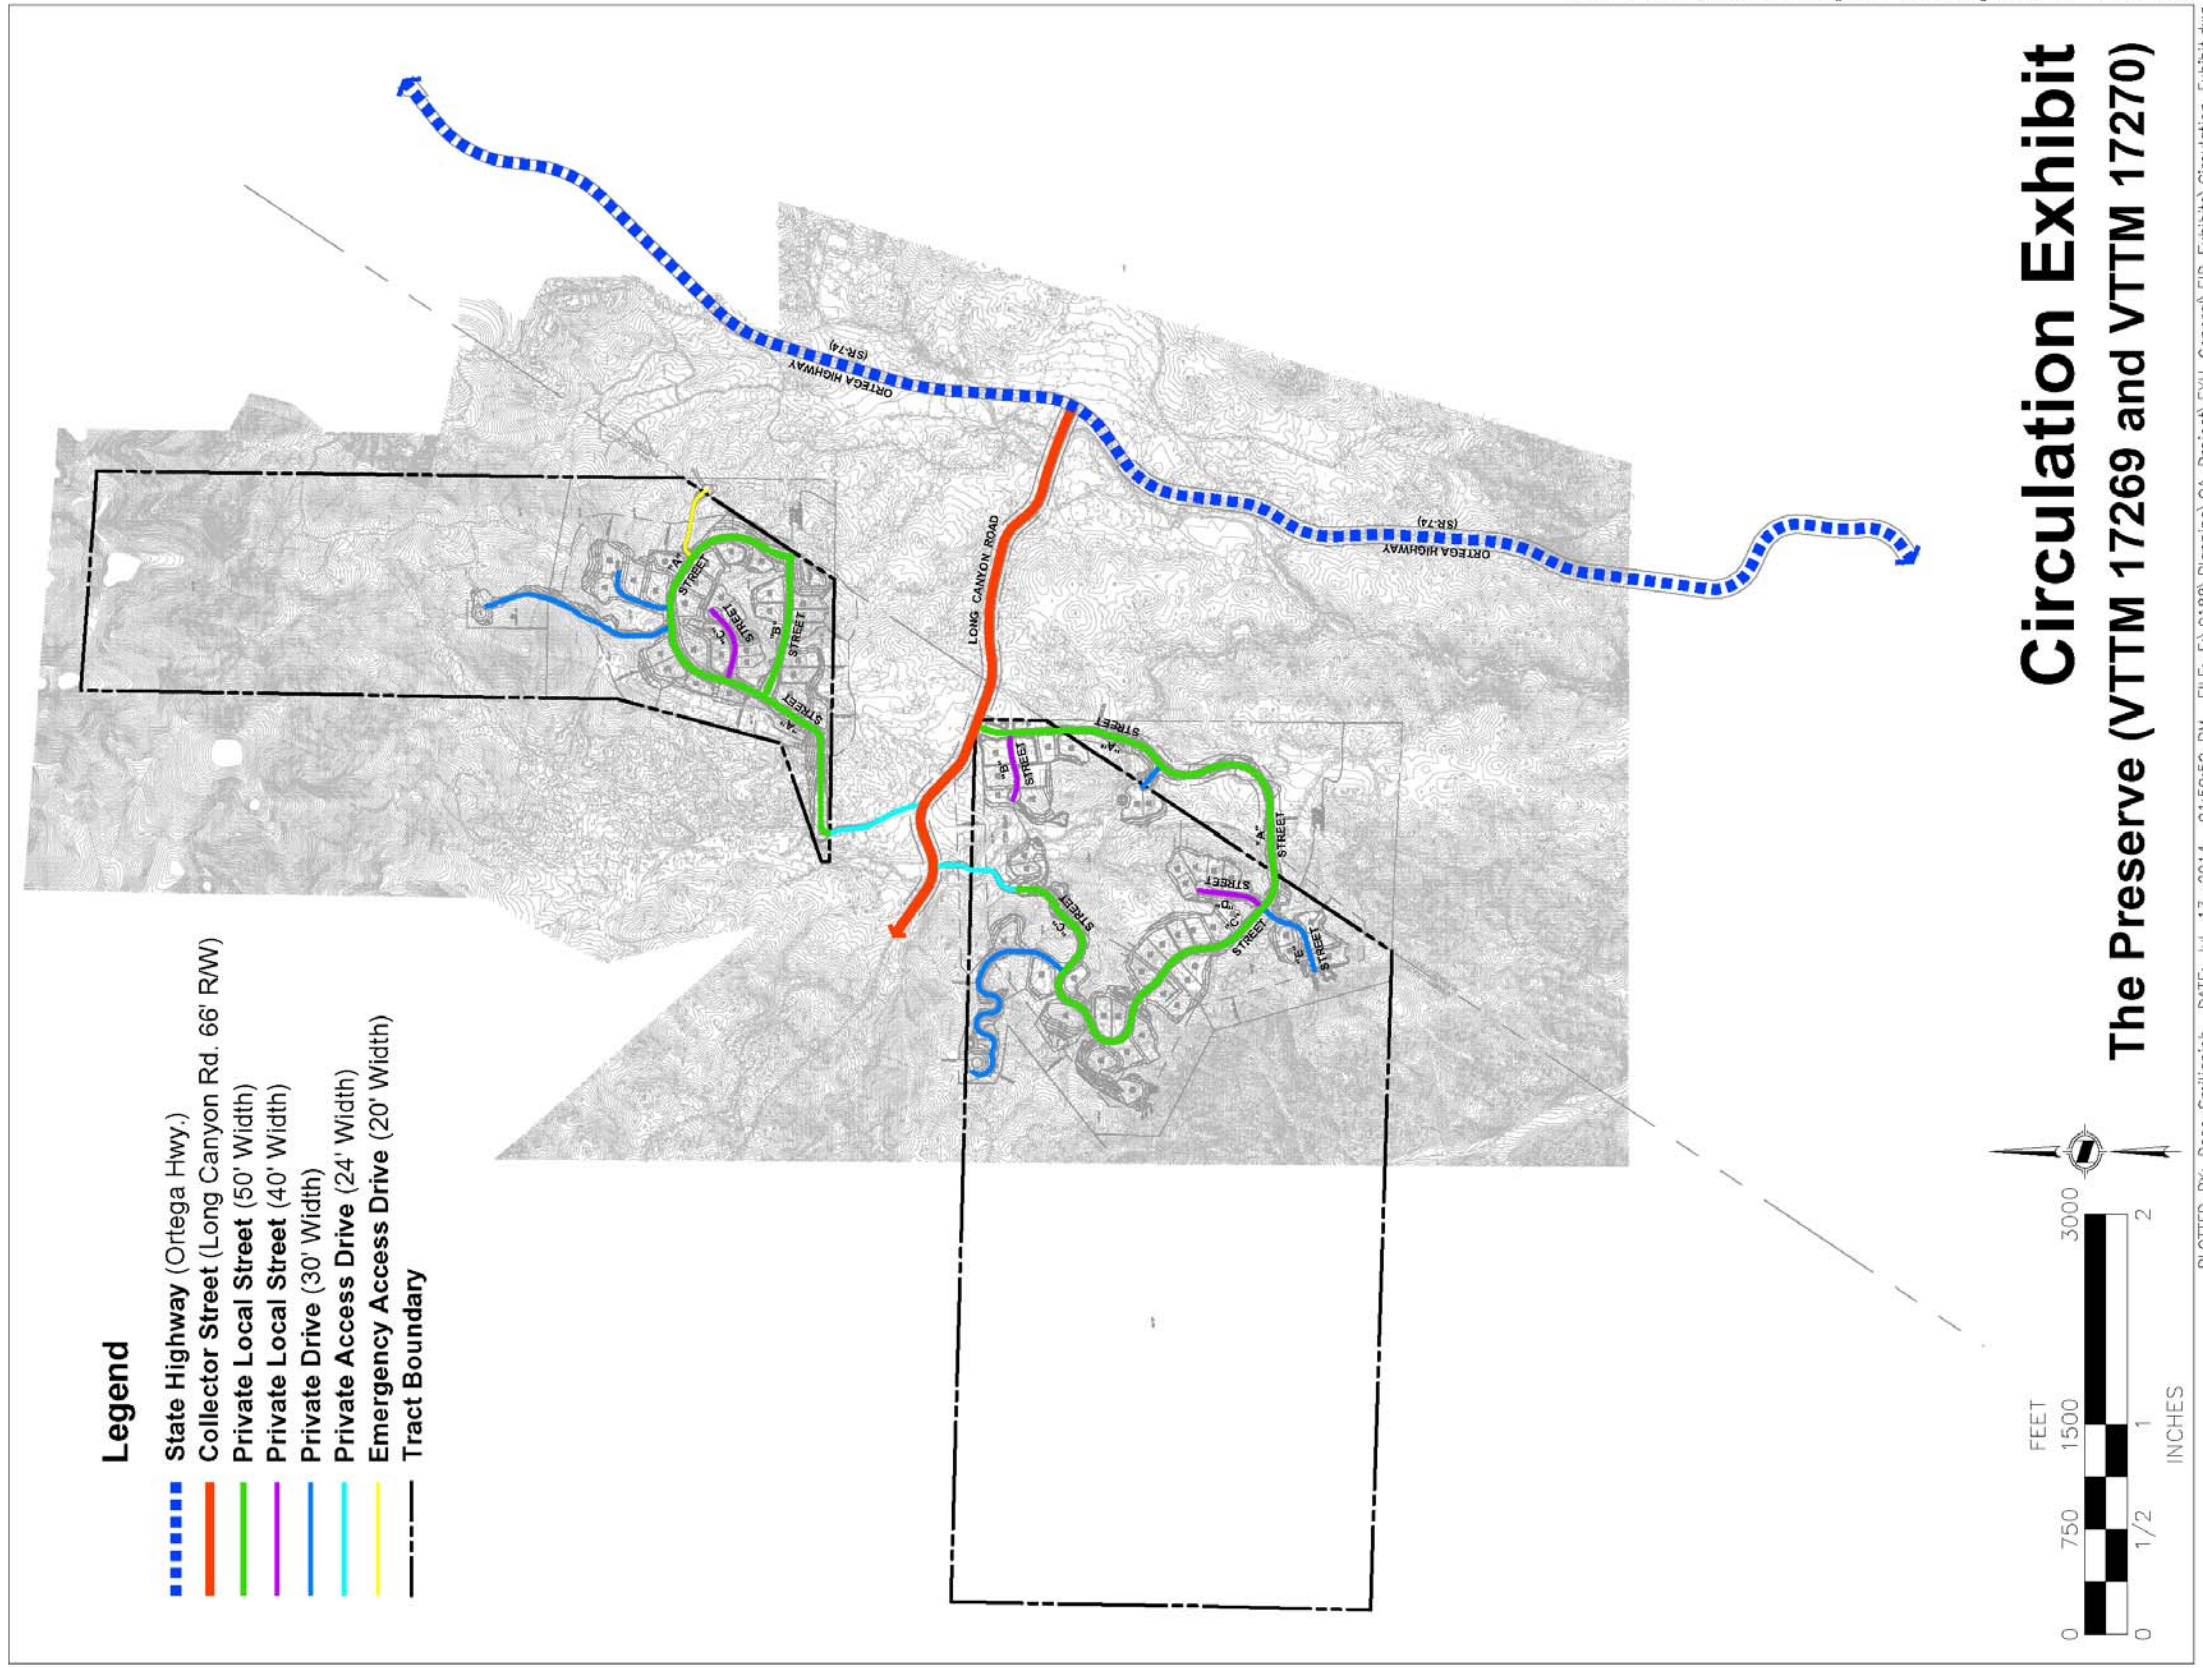 Circulation Exhibit
The Preserve (VTTM 17269 and VTTM 17270)
Legend
State Highway (Ortega Hwy.)
Collector Street (Long Canyon Rd. 66' R/W)
Private Local Street (50' Width)
Private Local Street (40' Width)
Private Drive (30' Width)
Private Access Drive (24' Width)
Emergency Access Drive (20' Width)
Tract Boundary
ORTEGA HIGHWAY
(SR-74)
LONG CANYON ROAD
ORTEGA HIGHWAY
(SR-74)
"A"
STREET
"C"
STREET
"B"
STREET
"A"
STREET
"A"
STREET
"B"
STREET
"A"
STREET
"C"
STREET
"D"
STREET
"C"
STREET
"E"
STREET
FEET
0 750 1500 3000
0 1/2 1 2
INCHES